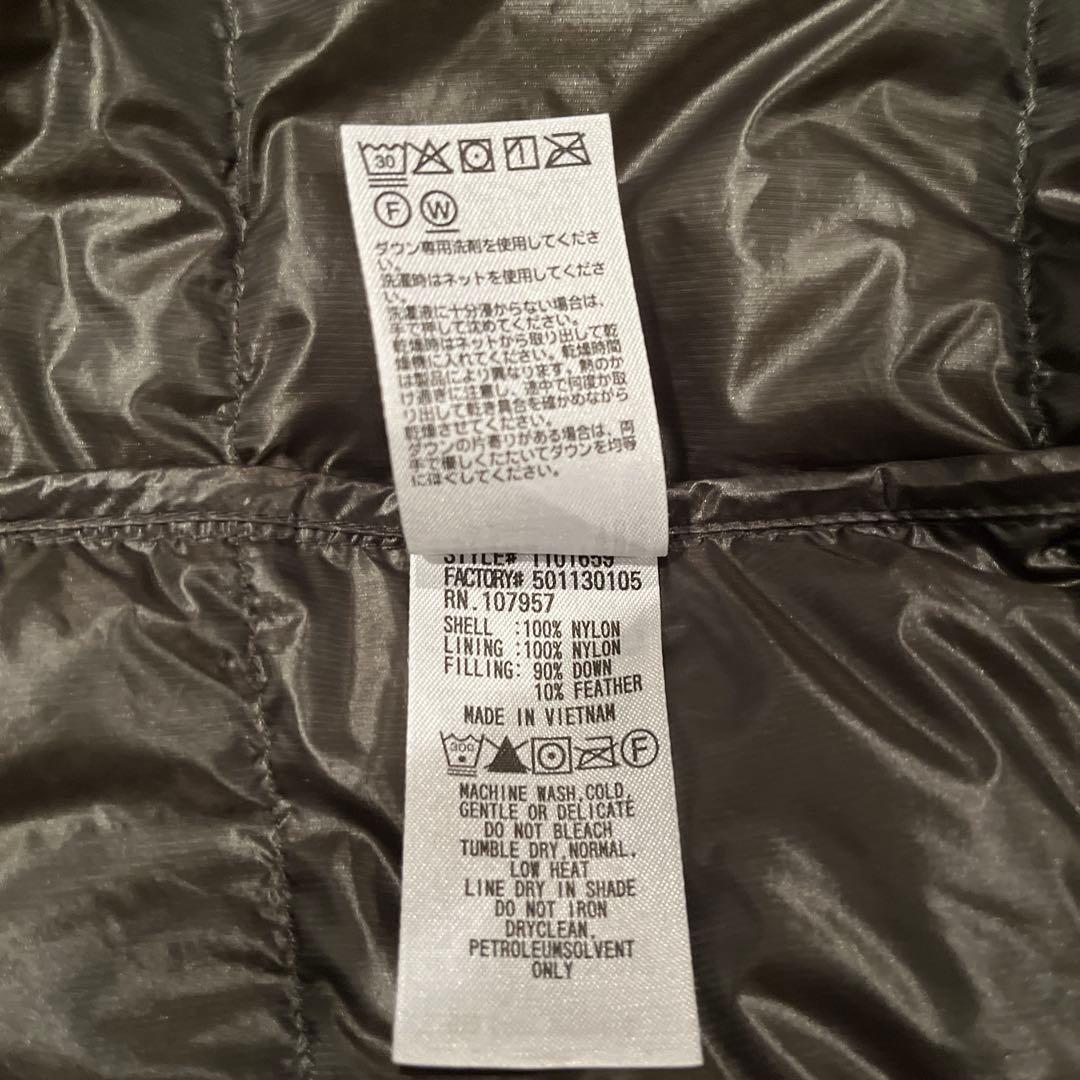 30
F W
ダウン専用洗剤を使用してくださ
い。
洗濯時はネットを使用してくださ
い。
洗濯液に十分浸からない場合は、
手で押して沈めてください。
乾燥時はネットから取り出して乾
燥機に入れてください。乾燥時間
は製品により異なります。熱のか
け過ぎに注意し、途中で何度か取
り出して乾き具合を確かめながら
乾燥させてください。
ダウンの片寄りがある場合は、両
手で優しくたたいてダウンを均等
にほぐしてください。
STYLE# 1101659
FACTORY# 501130105
RN.107957
SHELL :100% NYLON
LINING :100% NYLON
FILLING: 90% DOWN
10% FEATHER
MADE IN VIETNAM
30C F
MACHINE WASH,COLD,
GENTLE OR DELICATE
DO NOT BLEACH
TUMBLE DRY,NORMAL,
LOW HEAT
LINE DRY IN SHADE
DO NOT IRON
DRYCLEAN,
PETROLEUMSOLVENT
ONLY